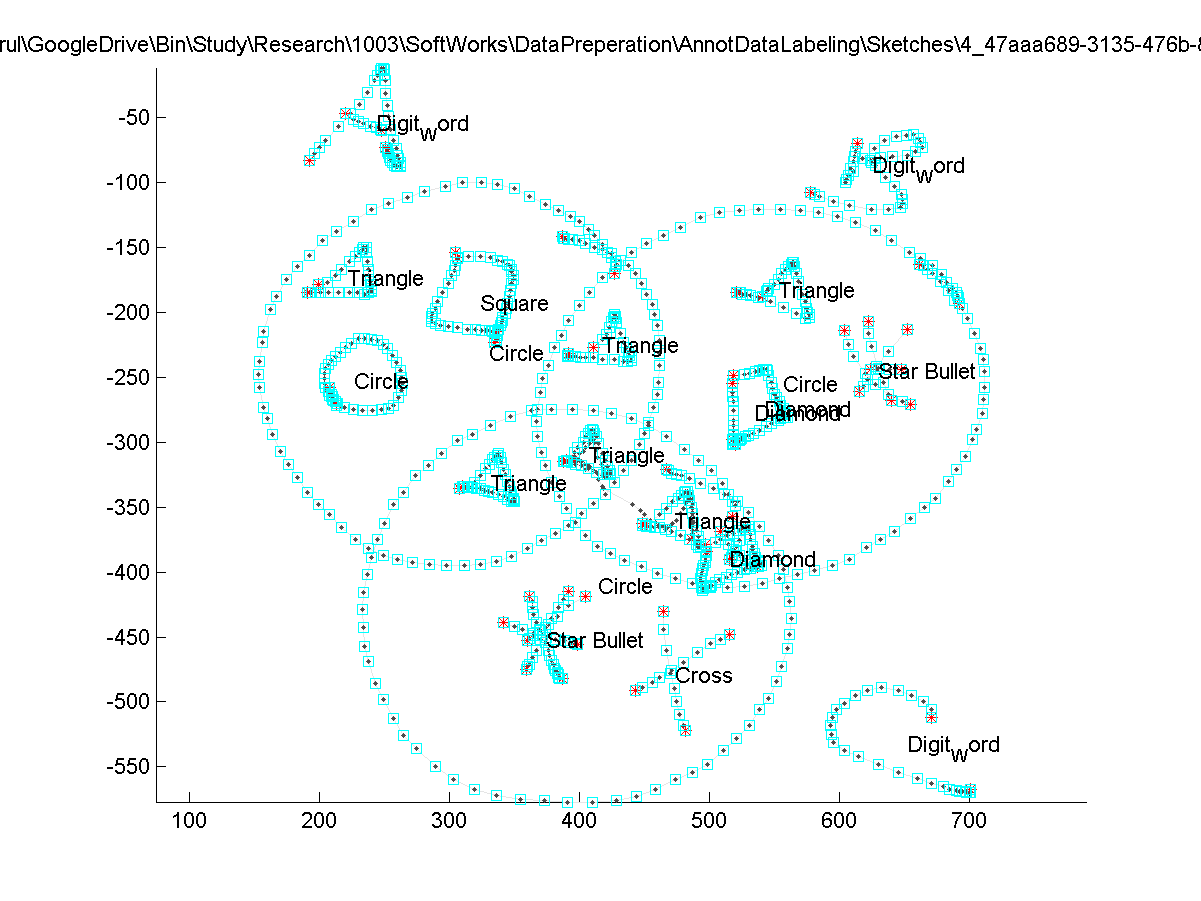 rul\GoogleDrive\Bin\Study\Research\1003\SoftWorks\DataPreperation\AnnotDataLabeling\Sketches\4_47aaa689-3135-476b-8
-50
Digit_word
Digit_word
-100
-150
Triangle
Triangle
Square
-200
Triangle
Circle
-250
Star Bullet
Circle
Circle
Diamond
Diamond
-300
Triangle
Triangle
-350
Triangle
Diamond
-400
Circle
-450
Star Bullet
Cross
-500
Digit_word
-550
100 200 300 400 500 600 700